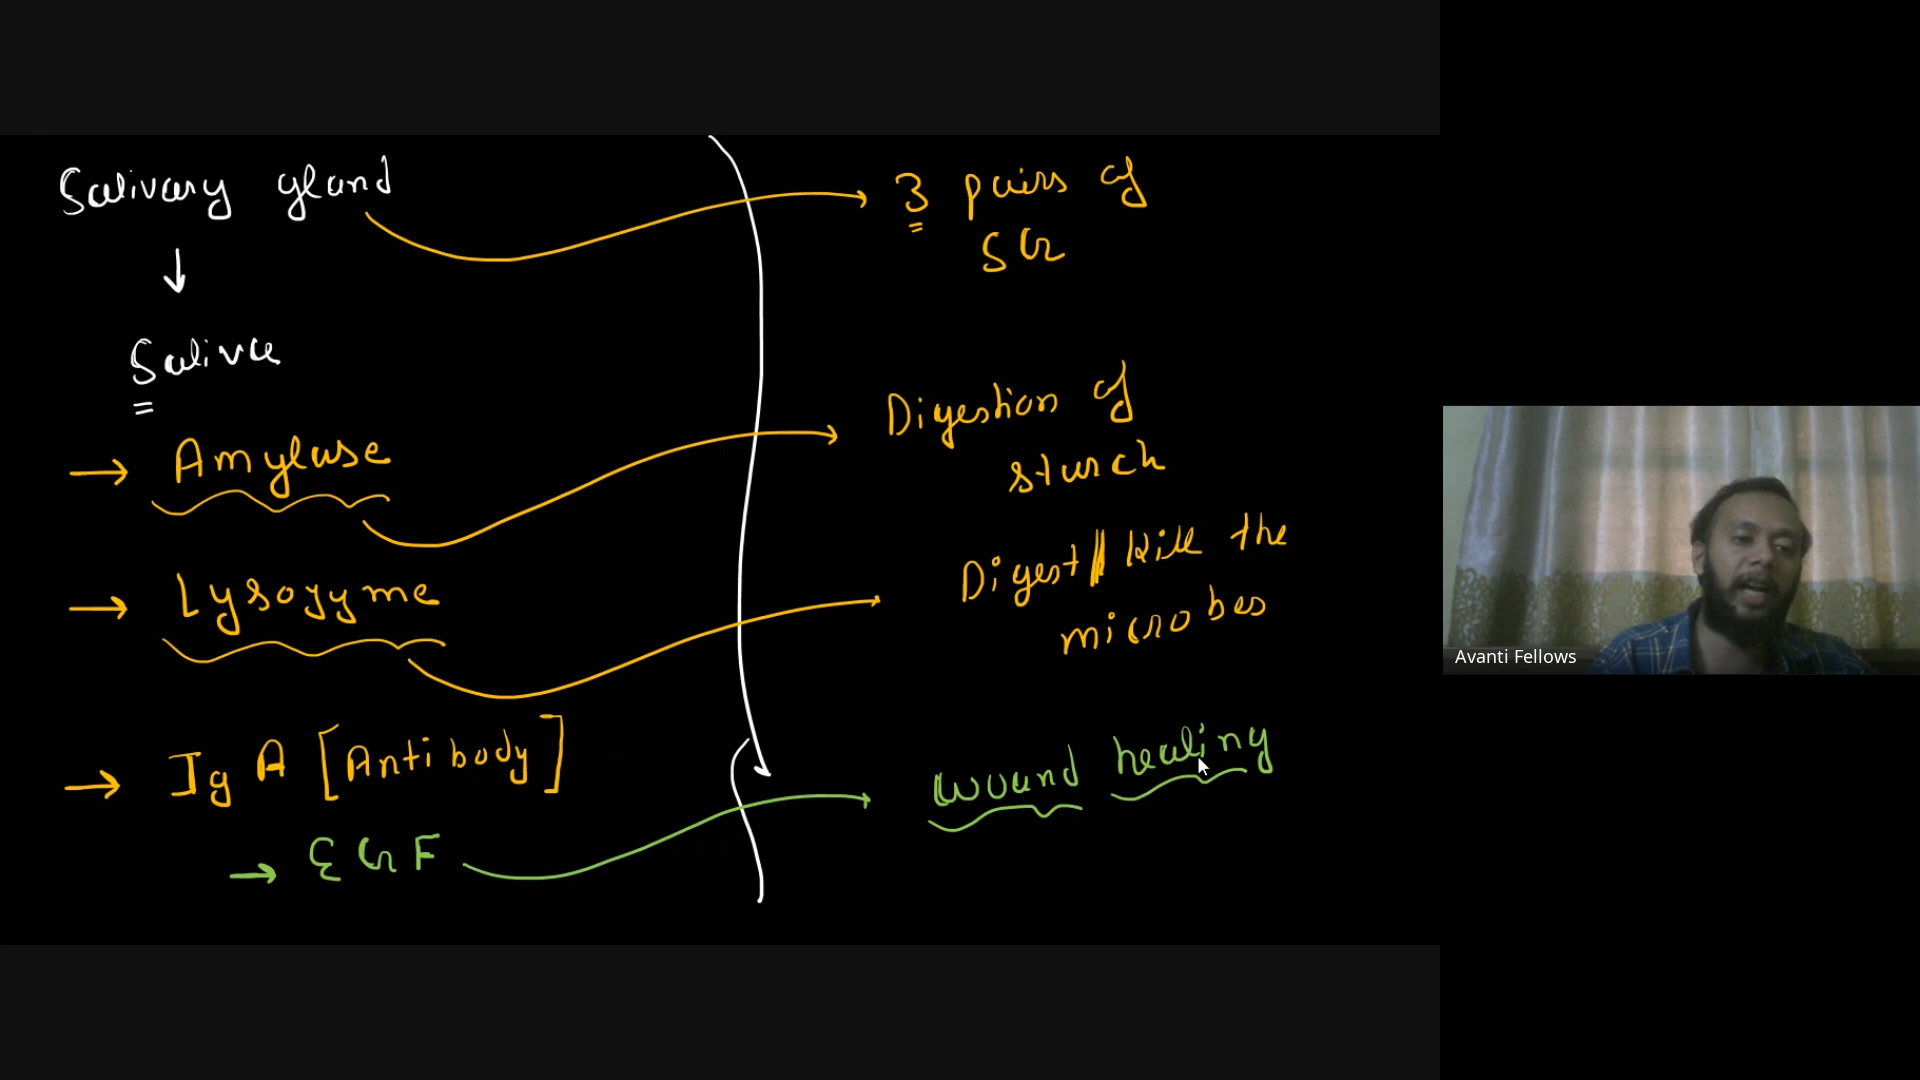 Salivary gland
3 pairs of
SG
↓
Saliva
→ Amylase
Digestion of
starch
→ Lysozyme
Digest / kill the
microbes
→ Ig A [Antibody]
→ EGF
wound healing
Avanti Fellows